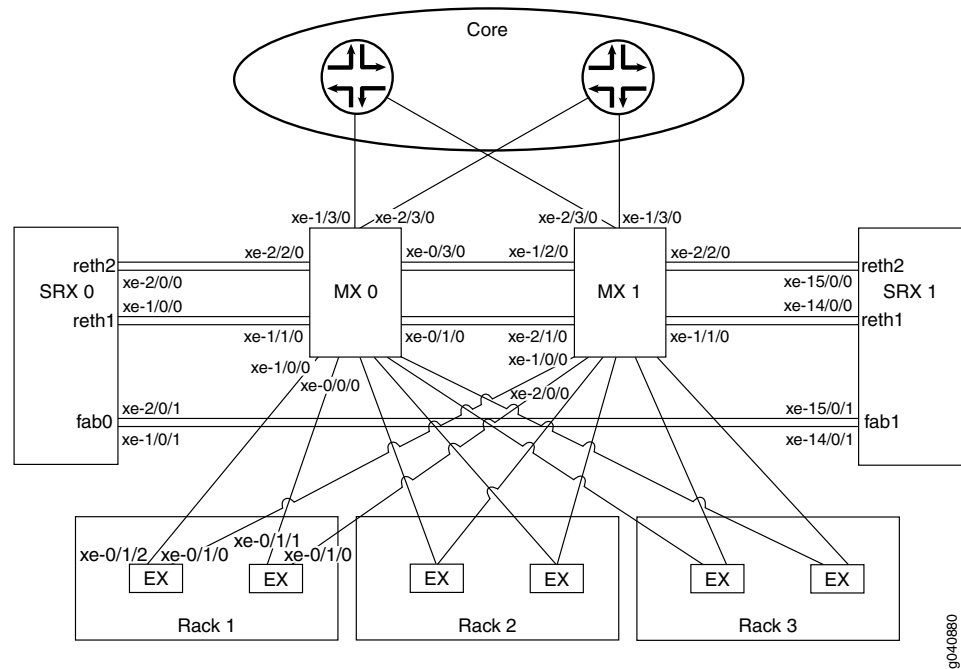 Core
xe-1/3/0 xe-2/3/0 xe-2/3/0 xe-1/3/0
xe-2/2/0 xe-0/3/0 xe-1/2/0 xe-2/2/0
reth2 reth2
xe-2/0/0 xe-15/0/0
SRX 0 MX 0 MX 1 SRX 1
xe-1/0/0 xe-14/0/0
reth1 reth1
xe-1/1/0 xe-0/1/0 xe-2/1/0 xe-1/1/0
xe-1/0/0 xe-1/0/0
xe-0/0/0 xe-2/0/0
xe-2/0/1 xe-15/0/1
fab0 fab1
xe-1/0/1 xe-14/0/1
xe-0/1/2 xe-0/1/0 xe-0/1/1 xe-0/1/0
EX EX EX EX EX EX
Rack 1 Rack 2 Rack 3
g040880